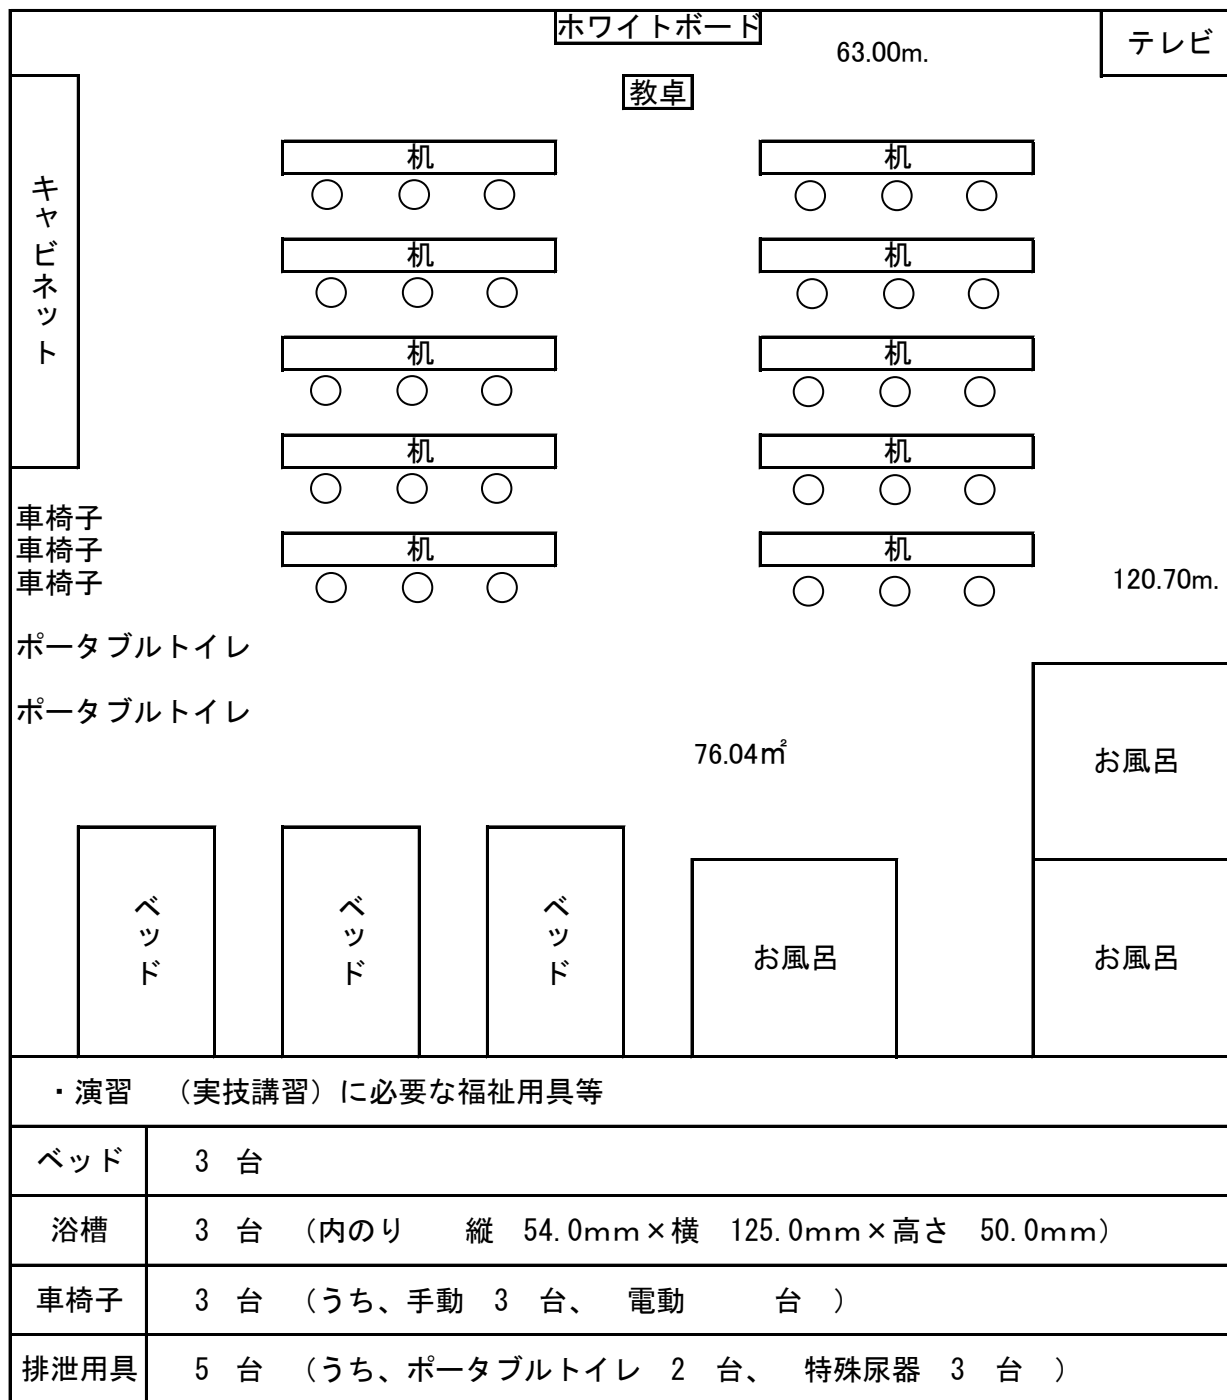 ホワイトボード
63.00m.
テレビ
教卓
キャビネット
机
机
机
机
机
机
机
机
机
机
車椅子
車椅子
車椅子
120.70m.
ポータブルトイレ
ポータブルトイレ
76.04㎡
お風呂
ベッド
ベッド
ベッド
お風呂
お風呂
・演習　（実技講習）に必要な福祉用具等
ベッド　3　台
浴槽　3　台　（内のり　　縦　54.0mm×横　125.0mm×高さ　50.0mm）
車椅子　3　台　（うち、手動　3　台、　電動　　　台　）
排泄用具　5　台　（うち、ポータブルトイレ　2　台、　特殊尿器　3　台　）